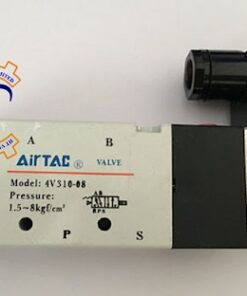 A B
AirTAC ® VALVE
Model: 4V310-08
Pressure:
1.5~8kgf/cm²
P S